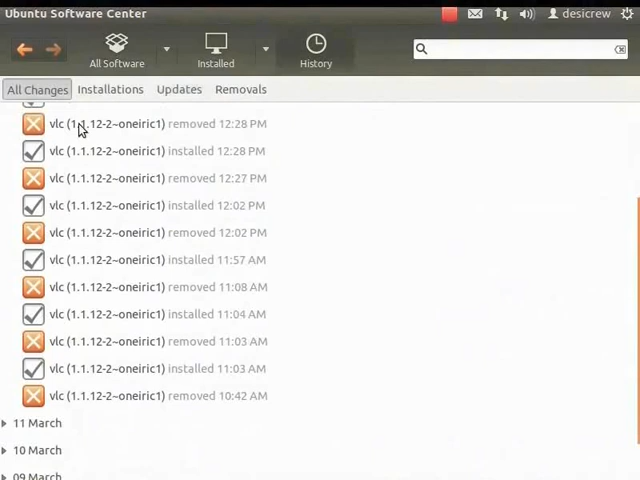 Ubuntu Software Center
desicrew
All Software
Installed
History
All Changes
Installations
Updates
Removals
vlc (1.1.12-2~oneiric1) removed 12:28 PM
vlc (1.1.12-2~oneiric1) installed 12:28 PM
vlc (1.1.12-2~oneiric1) removed 12:27 PM
vlc (1.1.12-2~oneiric1) installed 12:02 PM
vlc (1.1.12-2~oneiric1) removed 12:02 PM
vlc (1.1.12-2~oneiric1) installed 11:57 AM
vlc (1.1.12-2~oneiric1) removed 11:08 AM
vlc (1.1.12-2~oneiric1) installed 11:04 AM
vlc (1.1.12-2~oneiric1) removed 11:03 AM
vlc (1.1.12-2~oneiric1) installed 11:03 AM
vlc (1.1.12-2~oneiric1) removed 10:42 AM
11 March
10 March
09 March